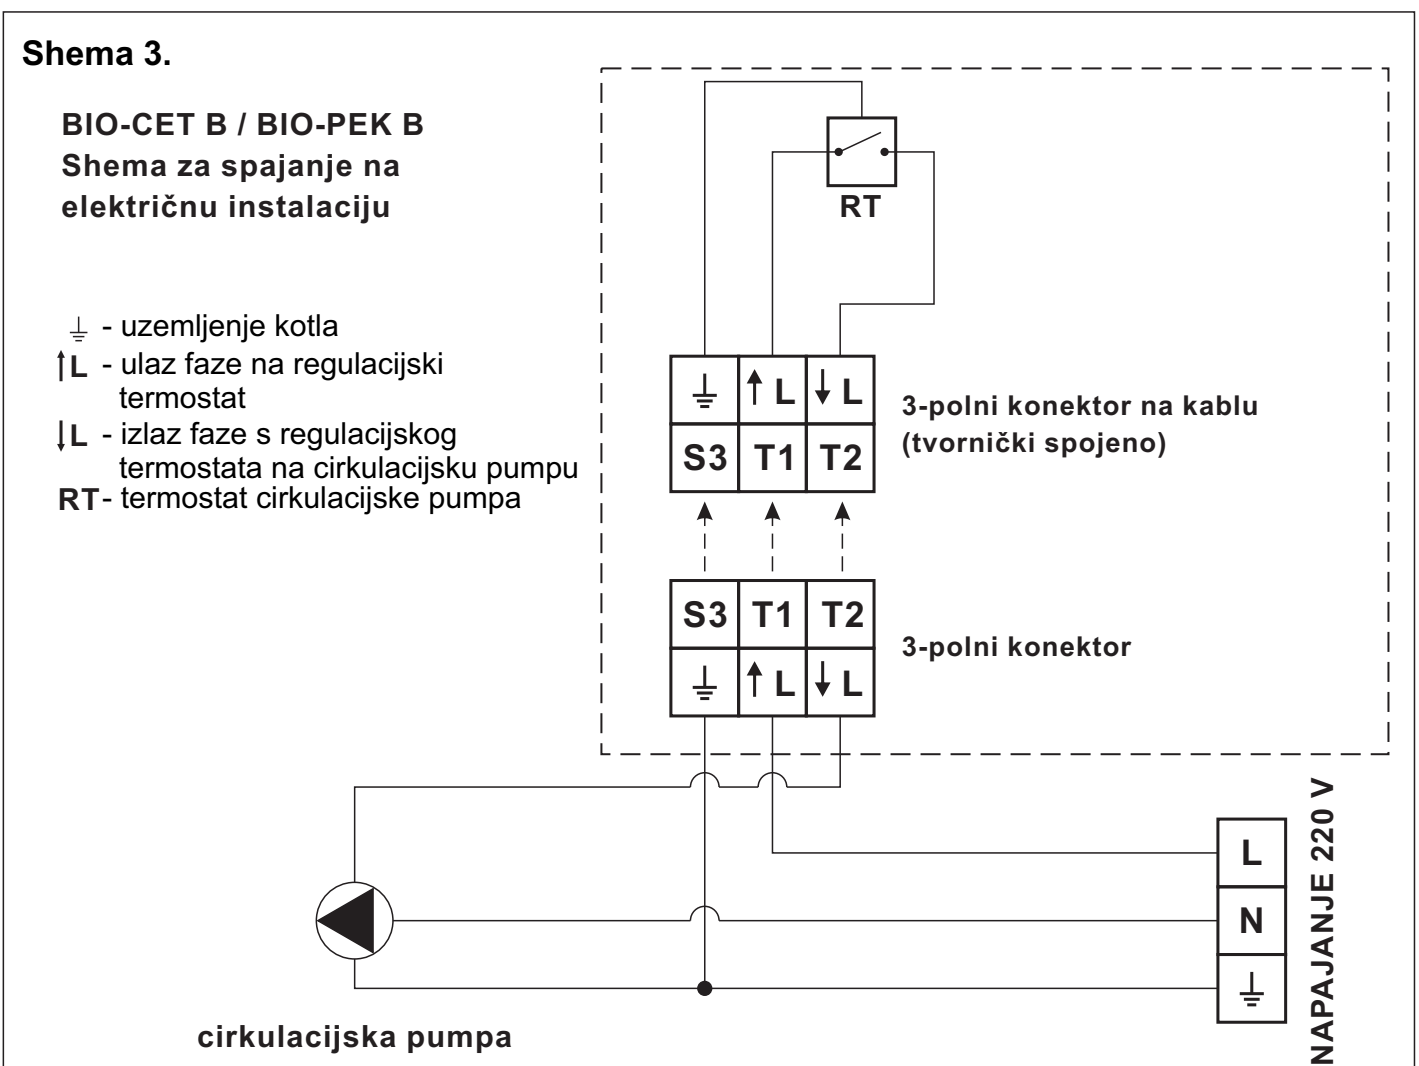 Shema 3.
BIO-CET B / BIO-PEK B
Shema za spajanje na
električnu instalaciju
⏚ - uzemljenje kotla
↑L - ulaz faze na regulacijski
termostat
↓L - izlaz faze s regulacijskog
termostata na cirkulacijsku pumpu
RT- termostat cirkulacijske pumpa
RT
⏚ ↑L ↓L
S3 T1 T2
3-polni konektor na kablu
(tvornički spojeno)
S3 T1 T2
⏚ ↑L ↓L
3-polni konektor
L
N
⏚
NAPAJANJE 220 V
cirkulacijska pumpa